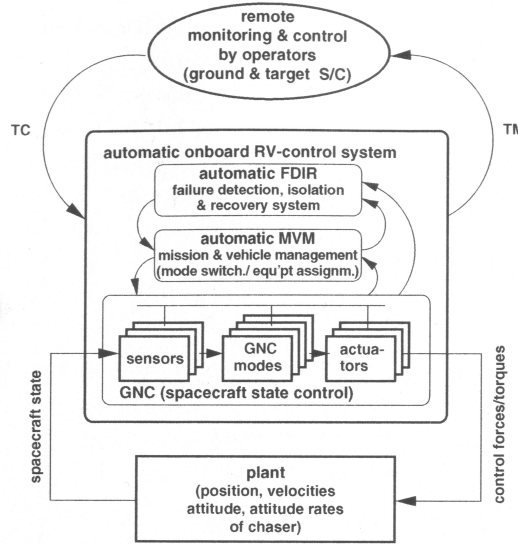 remote
monitoring & control
by operators
(ground & target S/C)
TC
TM
automatic onboard RV-control system
automatic FDIR
failure detection, isolation
& recovery system
automatic MVM
mission & vehicle management
(mode switch./ equ'pt assignm.)
sensors
GNC
modes
actua-
tors
GNC (spacecraft state control)
spacecraft state
control forces/torques
plant
(position, velocities
attitude, attitude rates
of chaser)